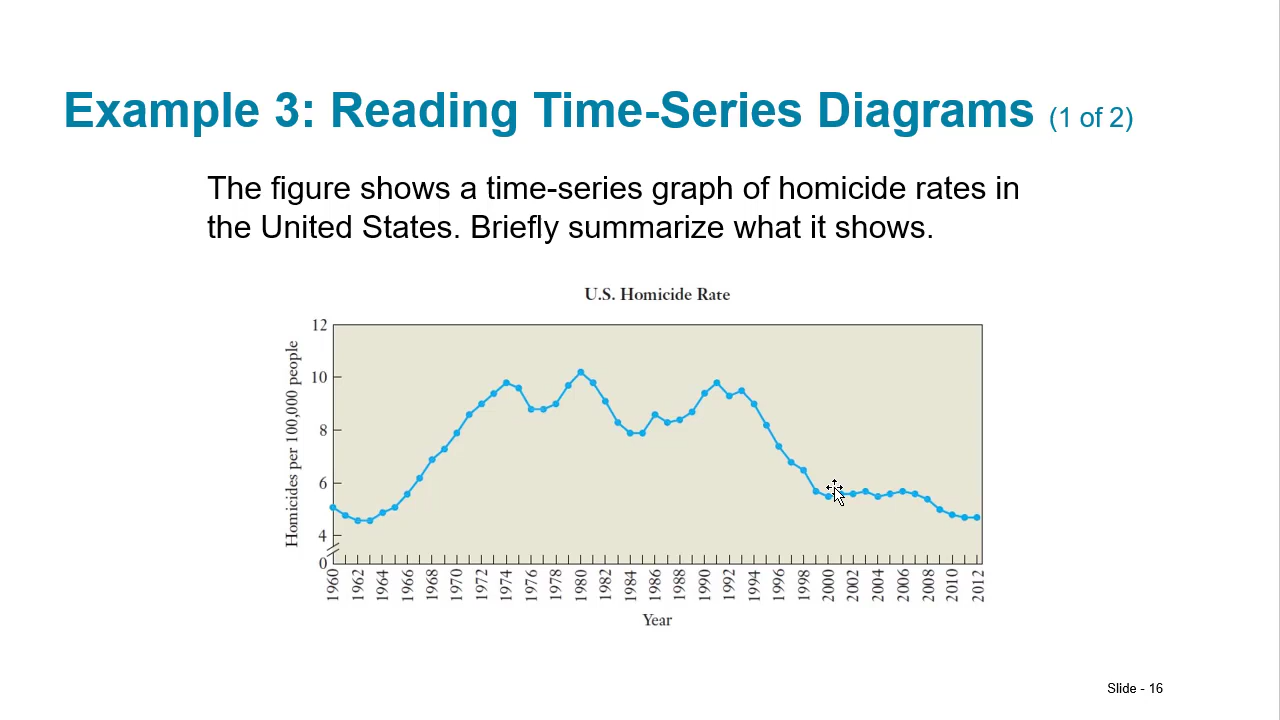 Example 3: Reading Time-Series Diagrams (1 of 2)
The figure shows a time-series graph of homicide rates in
the United States. Briefly summarize what it shows.
U.S. Homicide Rate
Homicides per 100,000 people
12
10
8
6
4
0
1960 1962 1964 1966 1968 1970 1972 1974 1976 1978 1980 1982 1984 1986 1988 1990 1992 1994 1996 1998 2000 2002 2004 2006 2008 2010 2012
Year
Slide - 16